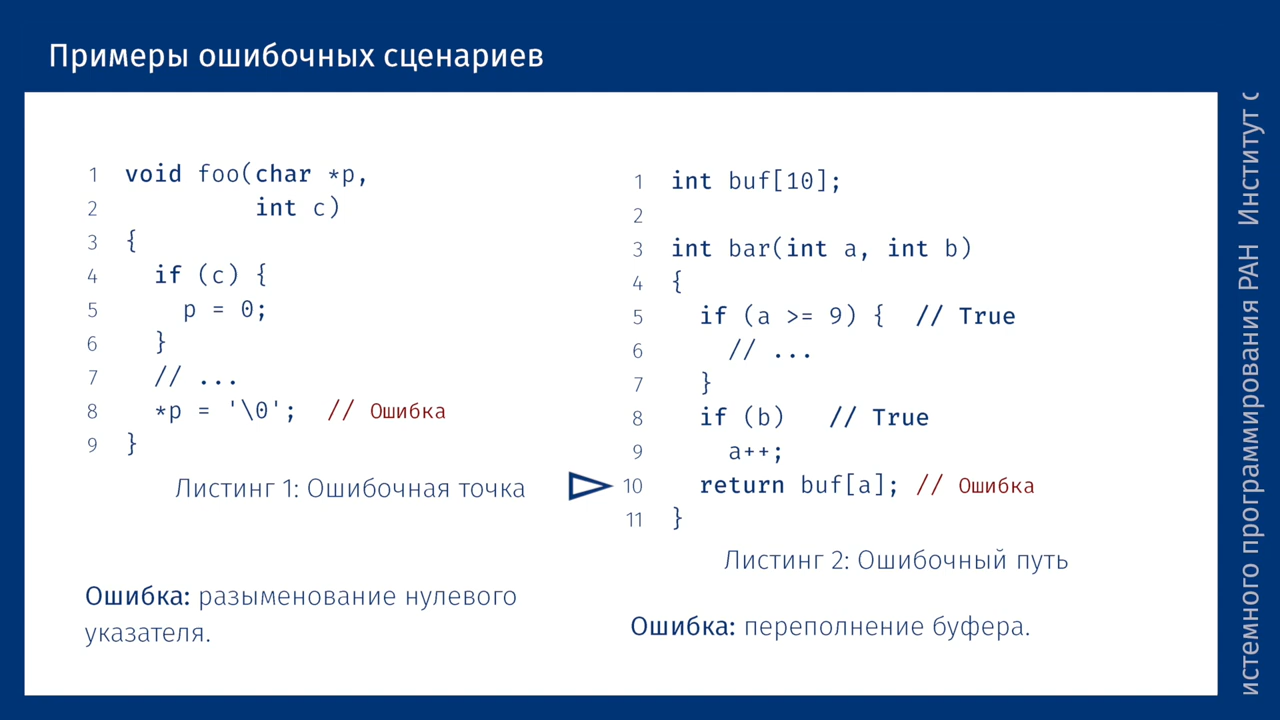 Примеры ошибочных сценариев
1 void foo(char *p,
2 int c)
3 {
4 if (c) {
5 p = 0;
6 }
7 // ...
8 *p = '\0'; // Ошибка
9 }
Листинг 1: Ошибочная точка
Ошибка: разыменование нулевого
указателя.
1 int buf[10];
2
3 int bar(int a, int b)
4 {
5 if (a >= 9) { // True
6 // ...
7 }
8 if (b) // True
9 a++;
10 return buf[a]; // Ошибка
11 }
Листинг 2: Ошибочный путь
Ошибка: переполнение буфера.
истемного программирования РАН Институт с